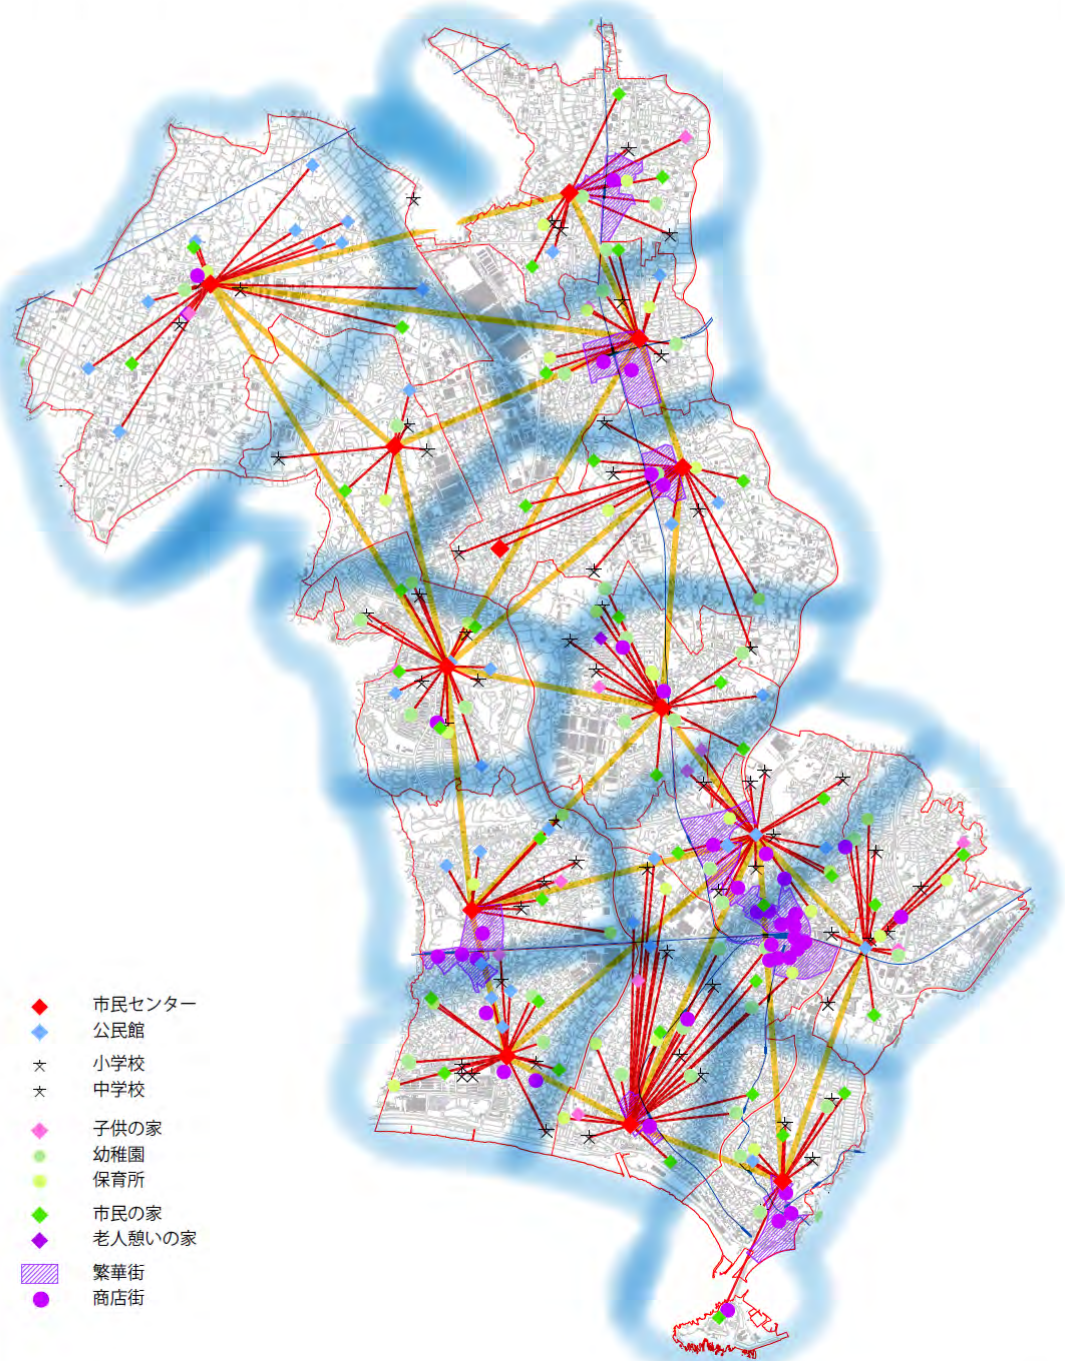 市民センター
公民館
小学校
中学校
子供の家
幼稚園
保育所
市民の家
老人憩いの家
繁華街
商店街